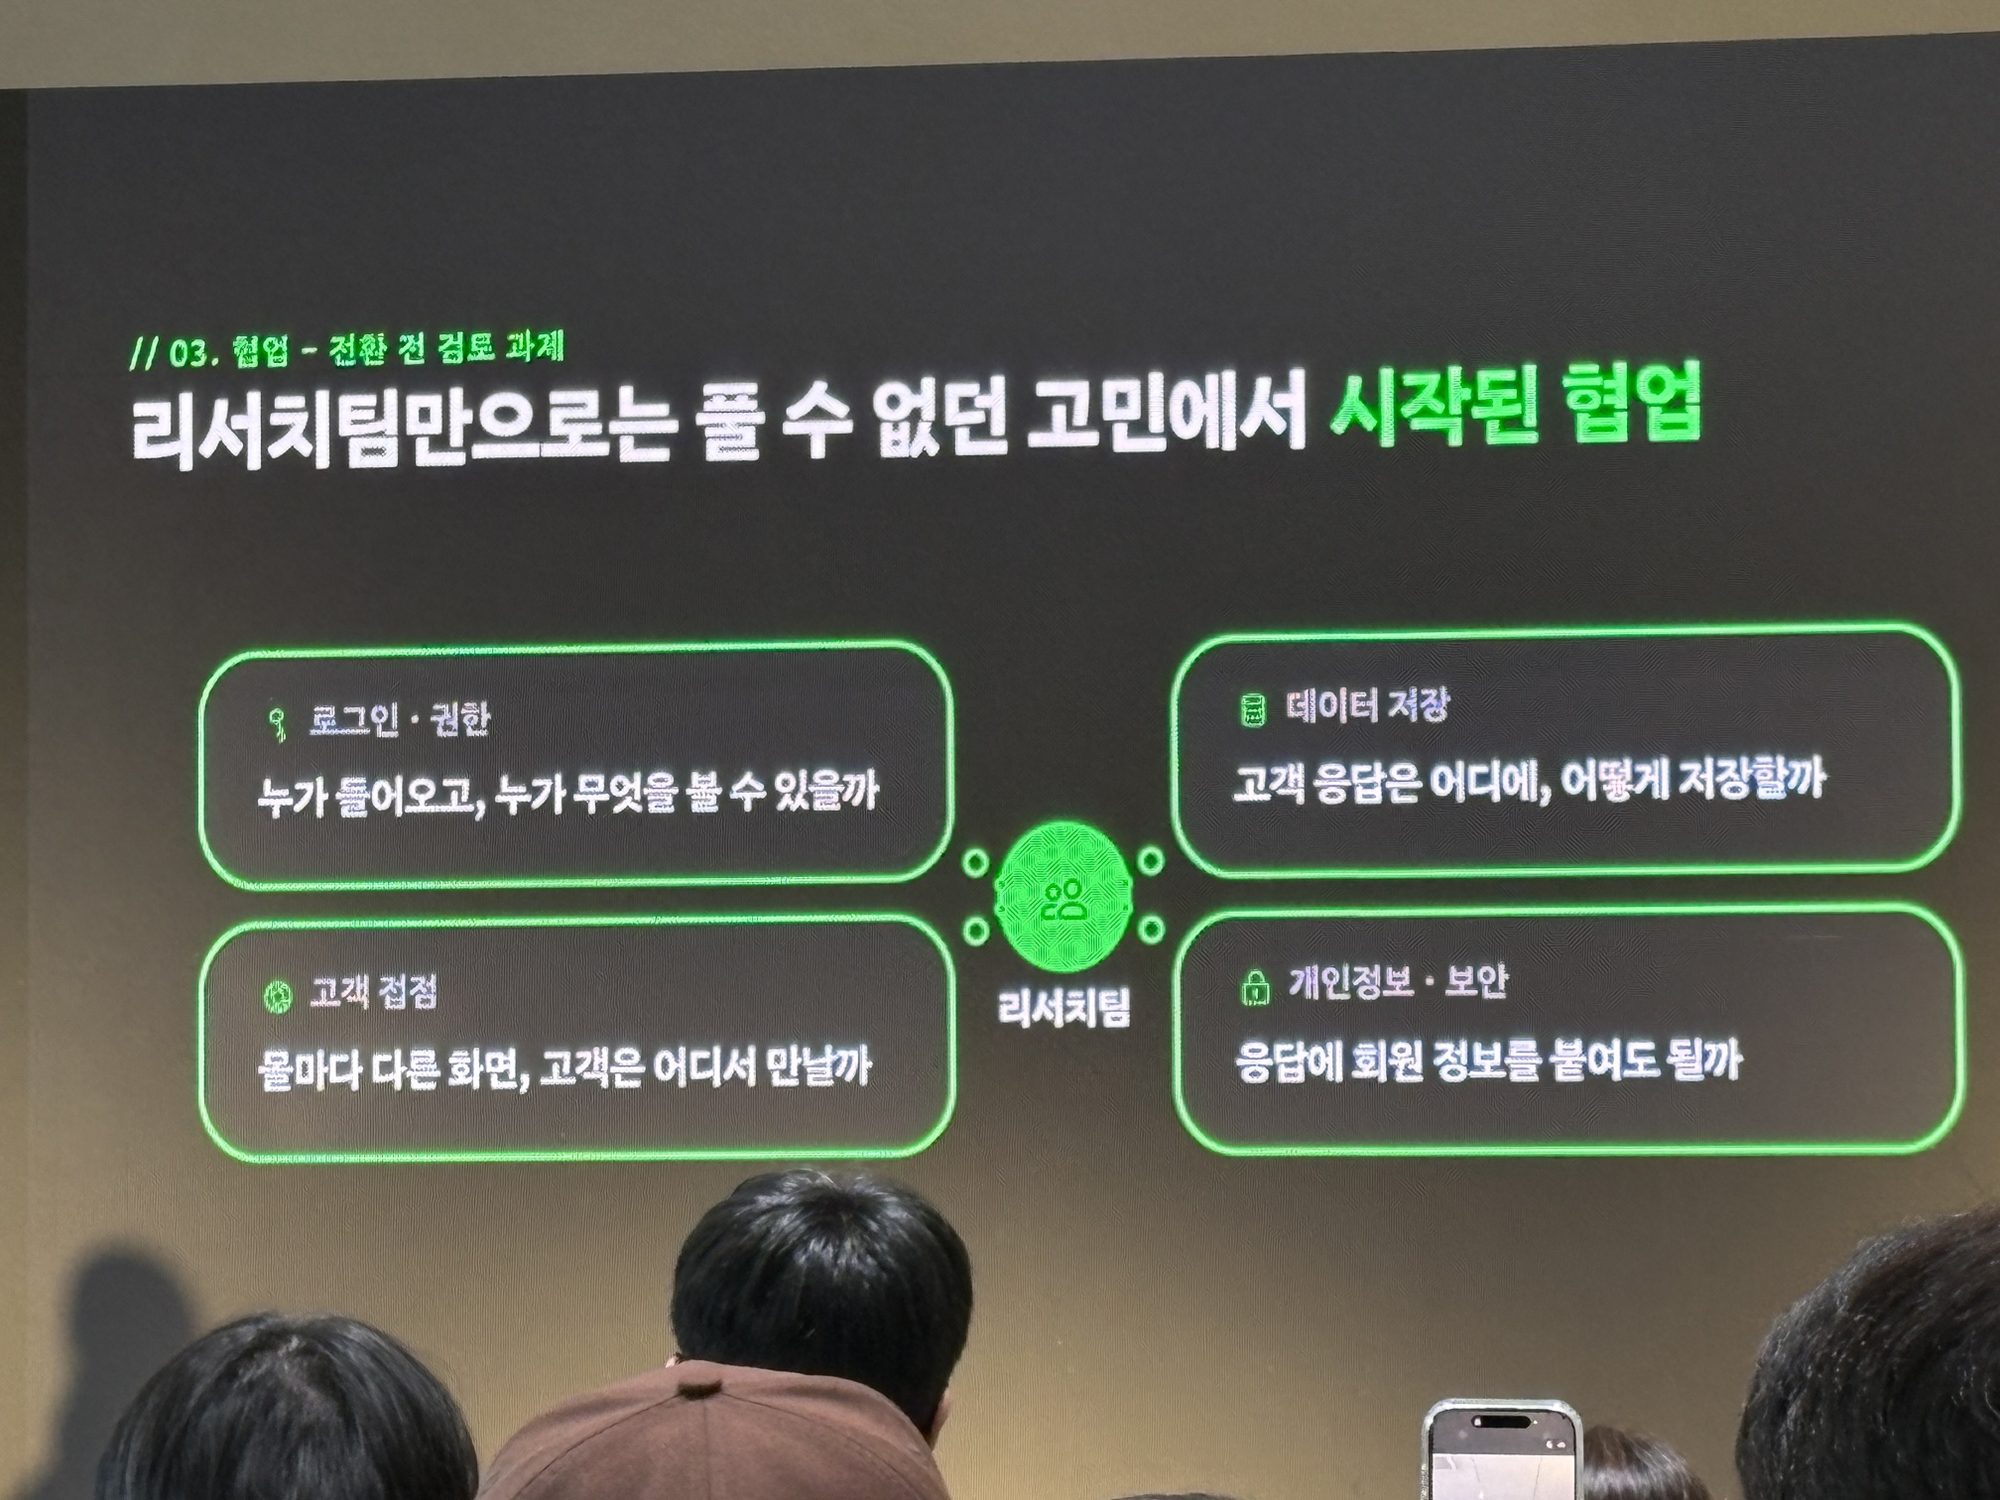 // 03. 협업 - 전환 전 검토 과제
리서치팀만으로는 풀 수 없던 고민에서 시작된 협업
로그인 · 권한
누가 들어오고, 누가 무엇을 볼 수 있을까
데이터 저장
고객 응답은 어디에, 어떻게 저장할까
리서치팀
고객 접점
몰마다 다른 화면, 고객은 어디서 만날까
개인정보 · 보안
응답에 회원 정보를 붙여도 될까